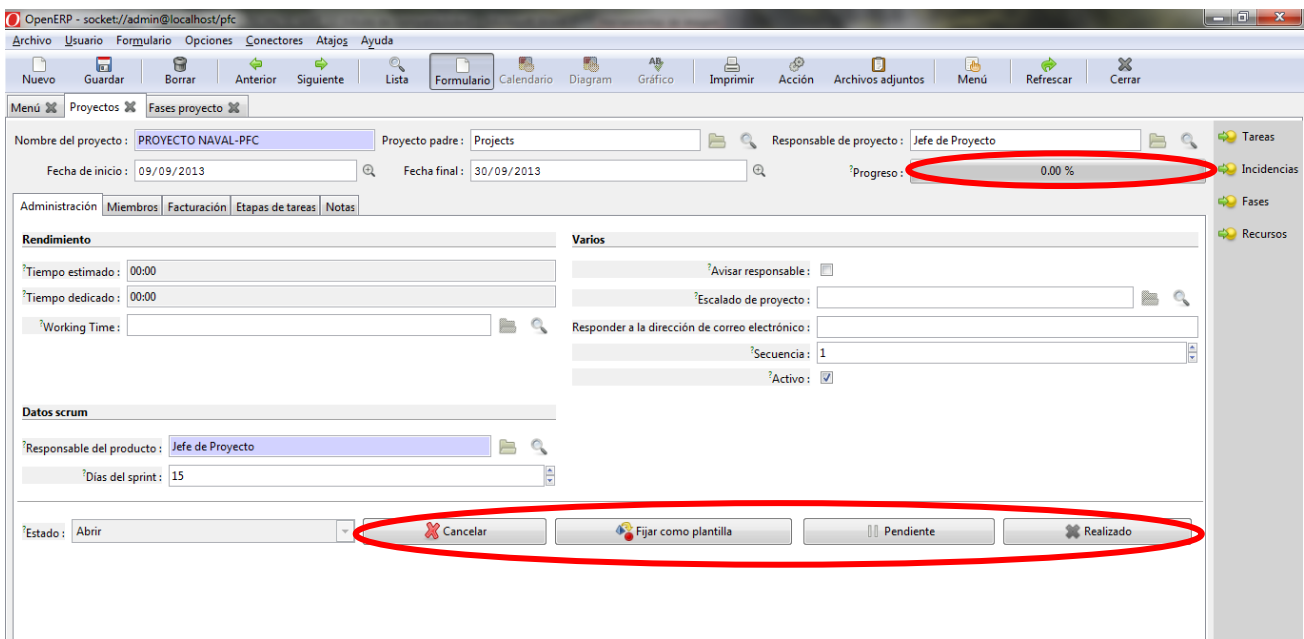 OpenERP - socket://admin@localhost/pfc
Archivo Usuario Formulario Opciones Conectores Atajos Ayuda
Nuevo Guardar Borrar Anterior Siguiente Lista Formulario Calendario Diagram Gráfico Imprimir Acción Archivos adjuntos Menú Refrescar Cerrar
Menú Proyectos Fases proyecto
Nombre del proyecto : PROYECTO NAVAL-PFC Proyecto padre : Projects Responsable de proyecto : Jefe de Proyecto Tareas
Fecha de inicio : 09/09/2013 Fecha final : 30/09/2013 ?Progreso : 0.00 % Incidencias
Administración Miembros Facturación Etapas de tareas Notas Fases
Rendimiento Varios Recursos
?Tiempo estimado : 00:00 ?Avisar responsable :
?Tiempo dedicado : 00:00 ?Escalado de proyecto :
?Working Time : Responder a la dirección de correo electrónico :
?Secuencia : 1
?Activo :
Datos scrum
?Responsable del producto : Jefe de Proyecto
?Días del sprint : 15
?Estado : Abrir Cancelar Fijar como plantilla Pendiente Realizado